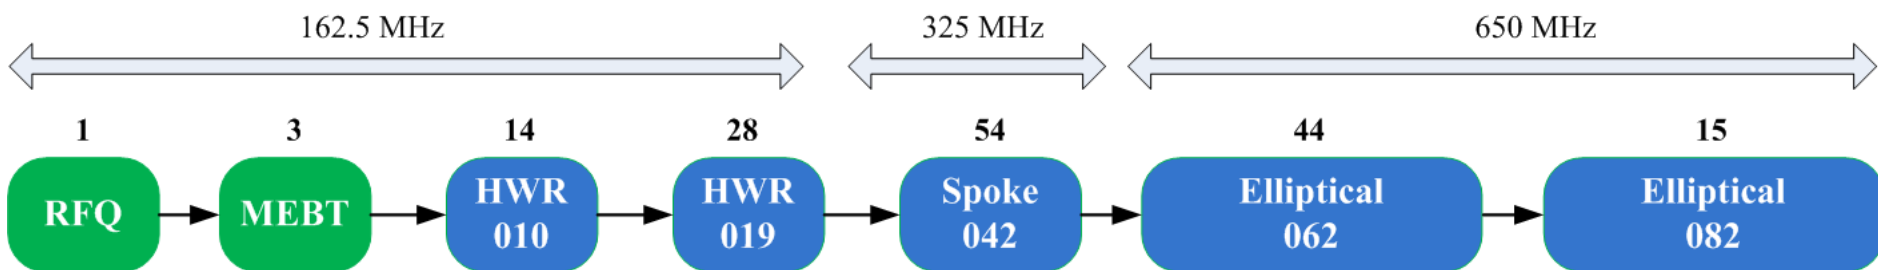 162.5 MHz 325 MHz 650 MHz
1 3 14 28 54 44 15
RFQ MEBT HWR 010 HWR 019 Spoke 042 Elliptical 062 Elliptical 082